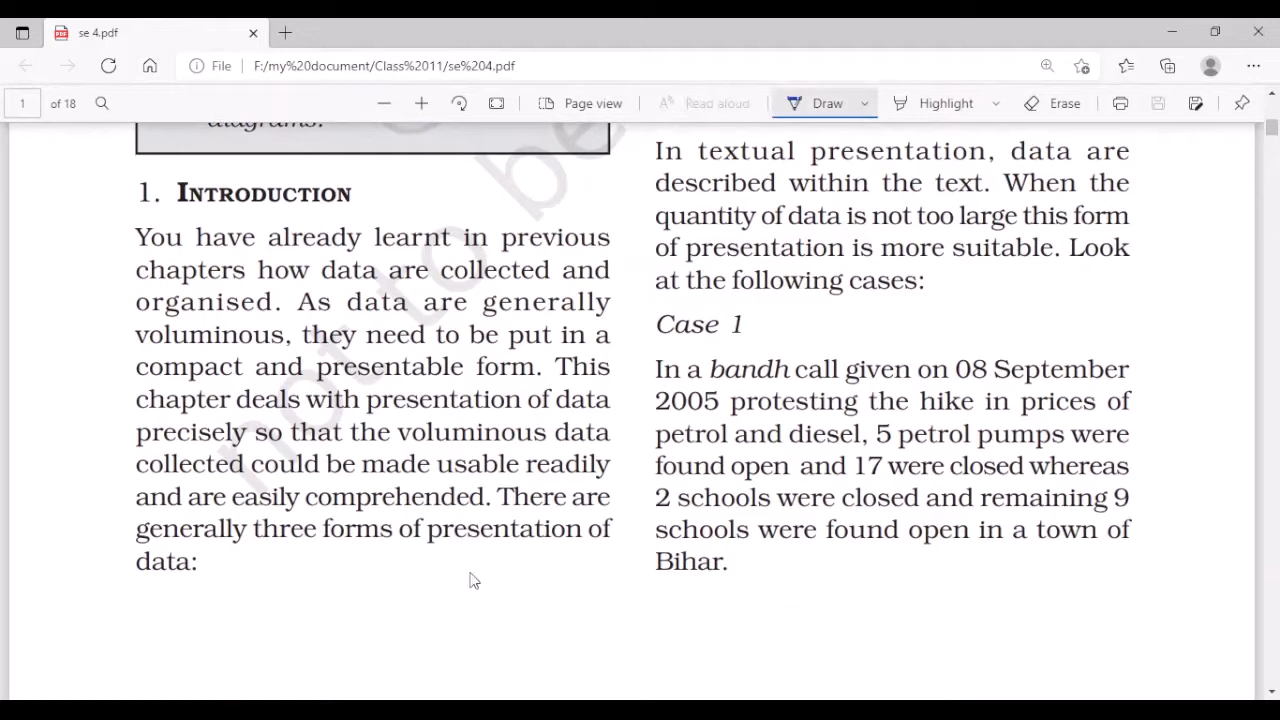 se 4.pdf
File
F:/my%20document/Class%2011/se%204.pdf
1
of 18
Page view
Read aloud
Draw
Highlight
Erase
diagrams.
1. INTRODUCTION
You have already learnt in previous
chapters how data are collected and
organised. As data are generally
voluminous, they need to be put in a
compact and presentable form. This
chapter deals with presentation of data
precisely so that the voluminous data
collected could be made usable readily
and are easily comprehended. There are
generally three forms of presentation of
data:
In textual presentation, data are
described within the text. When the
quantity of data is not too large this form
of presentation is more suitable. Look
at the following cases:
Case 1
In a bandh call given on 08 September
2005 protesting the hike in prices of
petrol and diesel, 5 petrol pumps were
found open and 17 were closed whereas
2 schools were closed and remaining 9
schools were found open in a town of
Bihar.
not to be